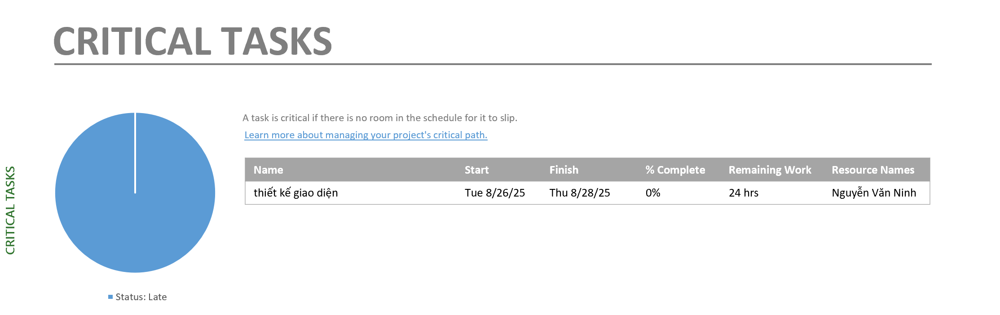 CRITICAL TASKS
CRITICAL TASKS
A task is critical if there is no room in the schedule for it to slip.
Learn more about managing your project's critical path.
Name Start Finish % Complete Remaining Work Resource Names
thiết kế giao diện Tue 8/26/25 Thu 8/28/25 0% 24 hrs Nguyễn Văn Ninh
Status: Late